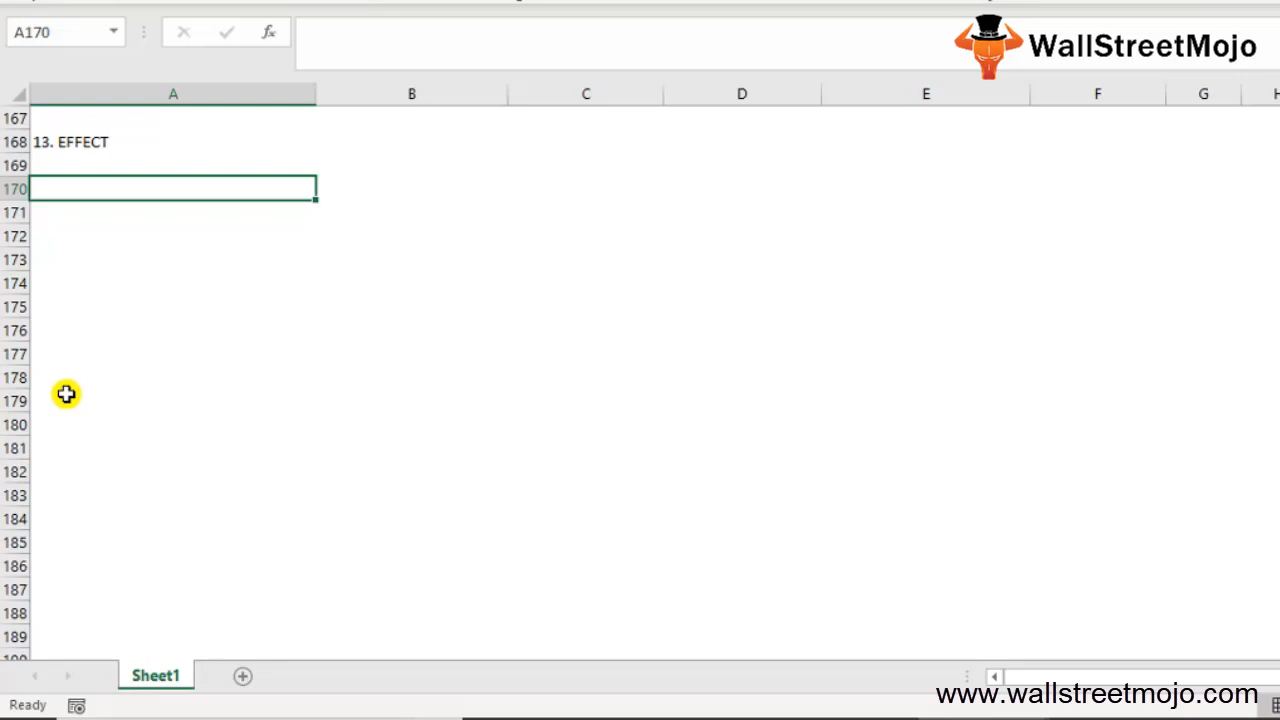 A170
fx
WallStreetMojo
A B C D E F G H
167
168 13. EFFECT
169
170
171
172
173
174
175
176
177
178
179
180
181
182
183
184
185
186
187
188
189
Sheet1
Ready
www.wallstreetmojo.com